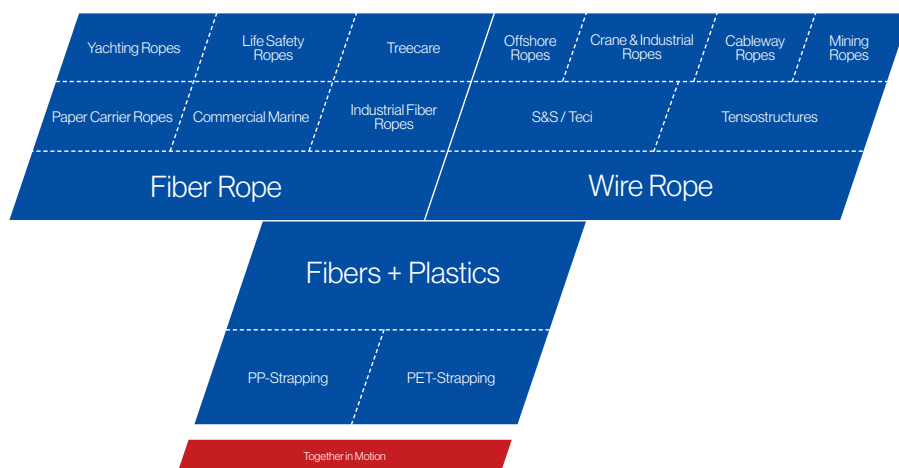 Yachting Ropes
Life Safety
Ropes
Treecare
Offshore
Ropes
Crane & Industrial
Ropes
Cableway
Ropes
Mining
Ropes
Paper Carrier Ropes
Commercial Marine
Industrial Fiber
Ropes
S&S / Teci
Tensostructures
Fiber Rope
Wire Rope
Fibers + Plastics
PP-Strapping
PET-Strapping
Together in Motion